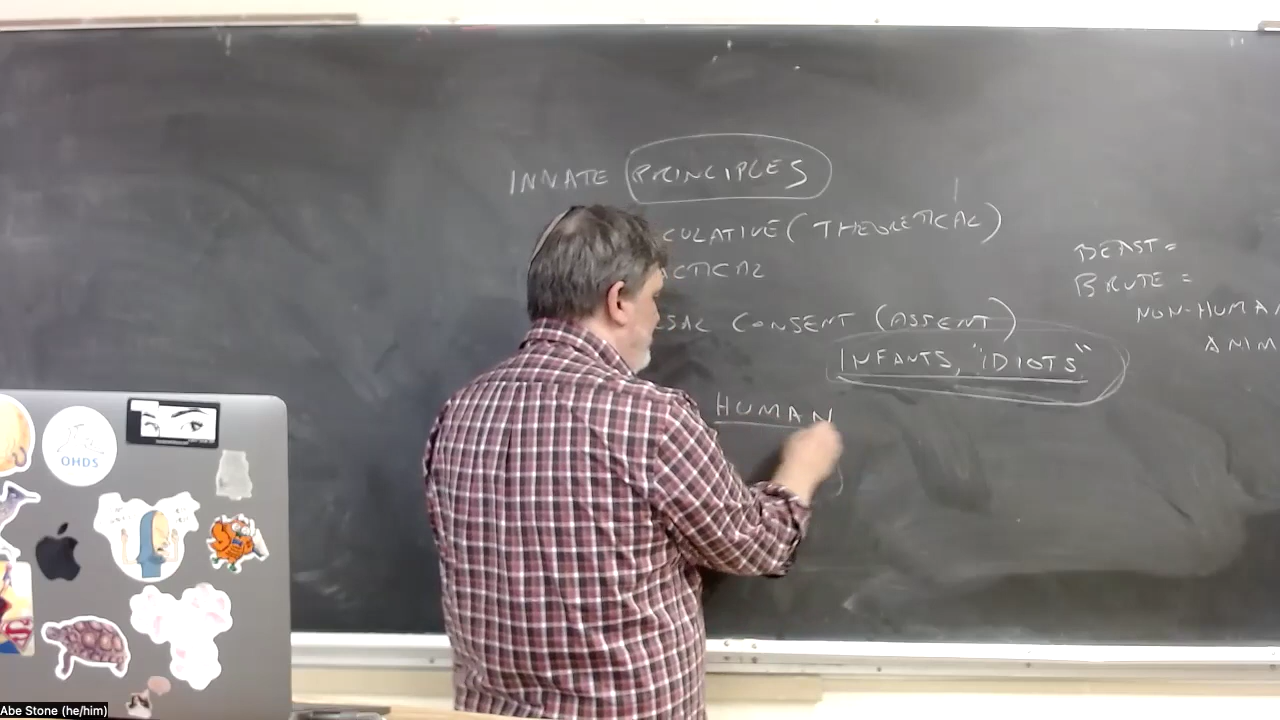 INNATE PRINCIPLES
CULATIVE (THEORETICAL)
ACTICAL
SAL CONSENT (ASSENT)
INFANTS, "IDIOTS"
HUMAN
BEAST =
BRUTE =
NON-HUMAN
ANIM
OHDS
Abe Stone (he/him)